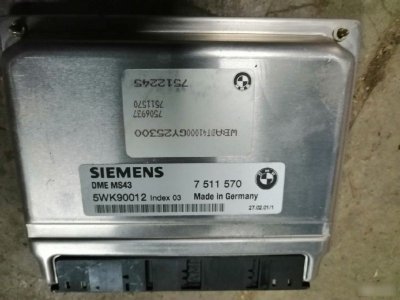 7512245
7511570
7506937
WBADT41000GY25300
SIEMENS
DME MS43
7 511 570
5WK90012 Index 03
Made in Germany
27.02.01/1